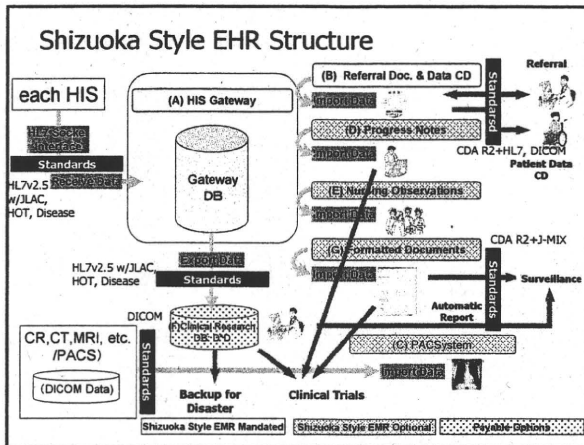 Shizuoka Style EHR Structure
each HIS
HL7 Socke
Interface
Standards
Receive Data
HL7v2.5
w/JLAC,
HOT, Disease
(A) HIS Gateway
Gateway
DB
Export Data
HL7v2.5 w/JLAC,
HOT, Disease
Standards
(B) Referral Doc. & Data CD
Import Data
(D) Progress Notes
Import Data
(E) Nursing Observations
Import Data
(G) Formatted Documents
Import Data
Standarsd
Referral
CDA R2+HL7, DICOM
Patient Data
CD
CDA R2+J-MIX
Standards
Surveillance
Automatic
Report
(C) PACSystem
Import Data
DICOM
(F)Clinical Research
CR,CT,MRI, etc.
/PACS)
(DICOM Data)
Standards
Backup for
Disaster
Clinical Trials
Shizuoka Style EMR Mandated
Shizuoka Style EMR Optional
Payable Options